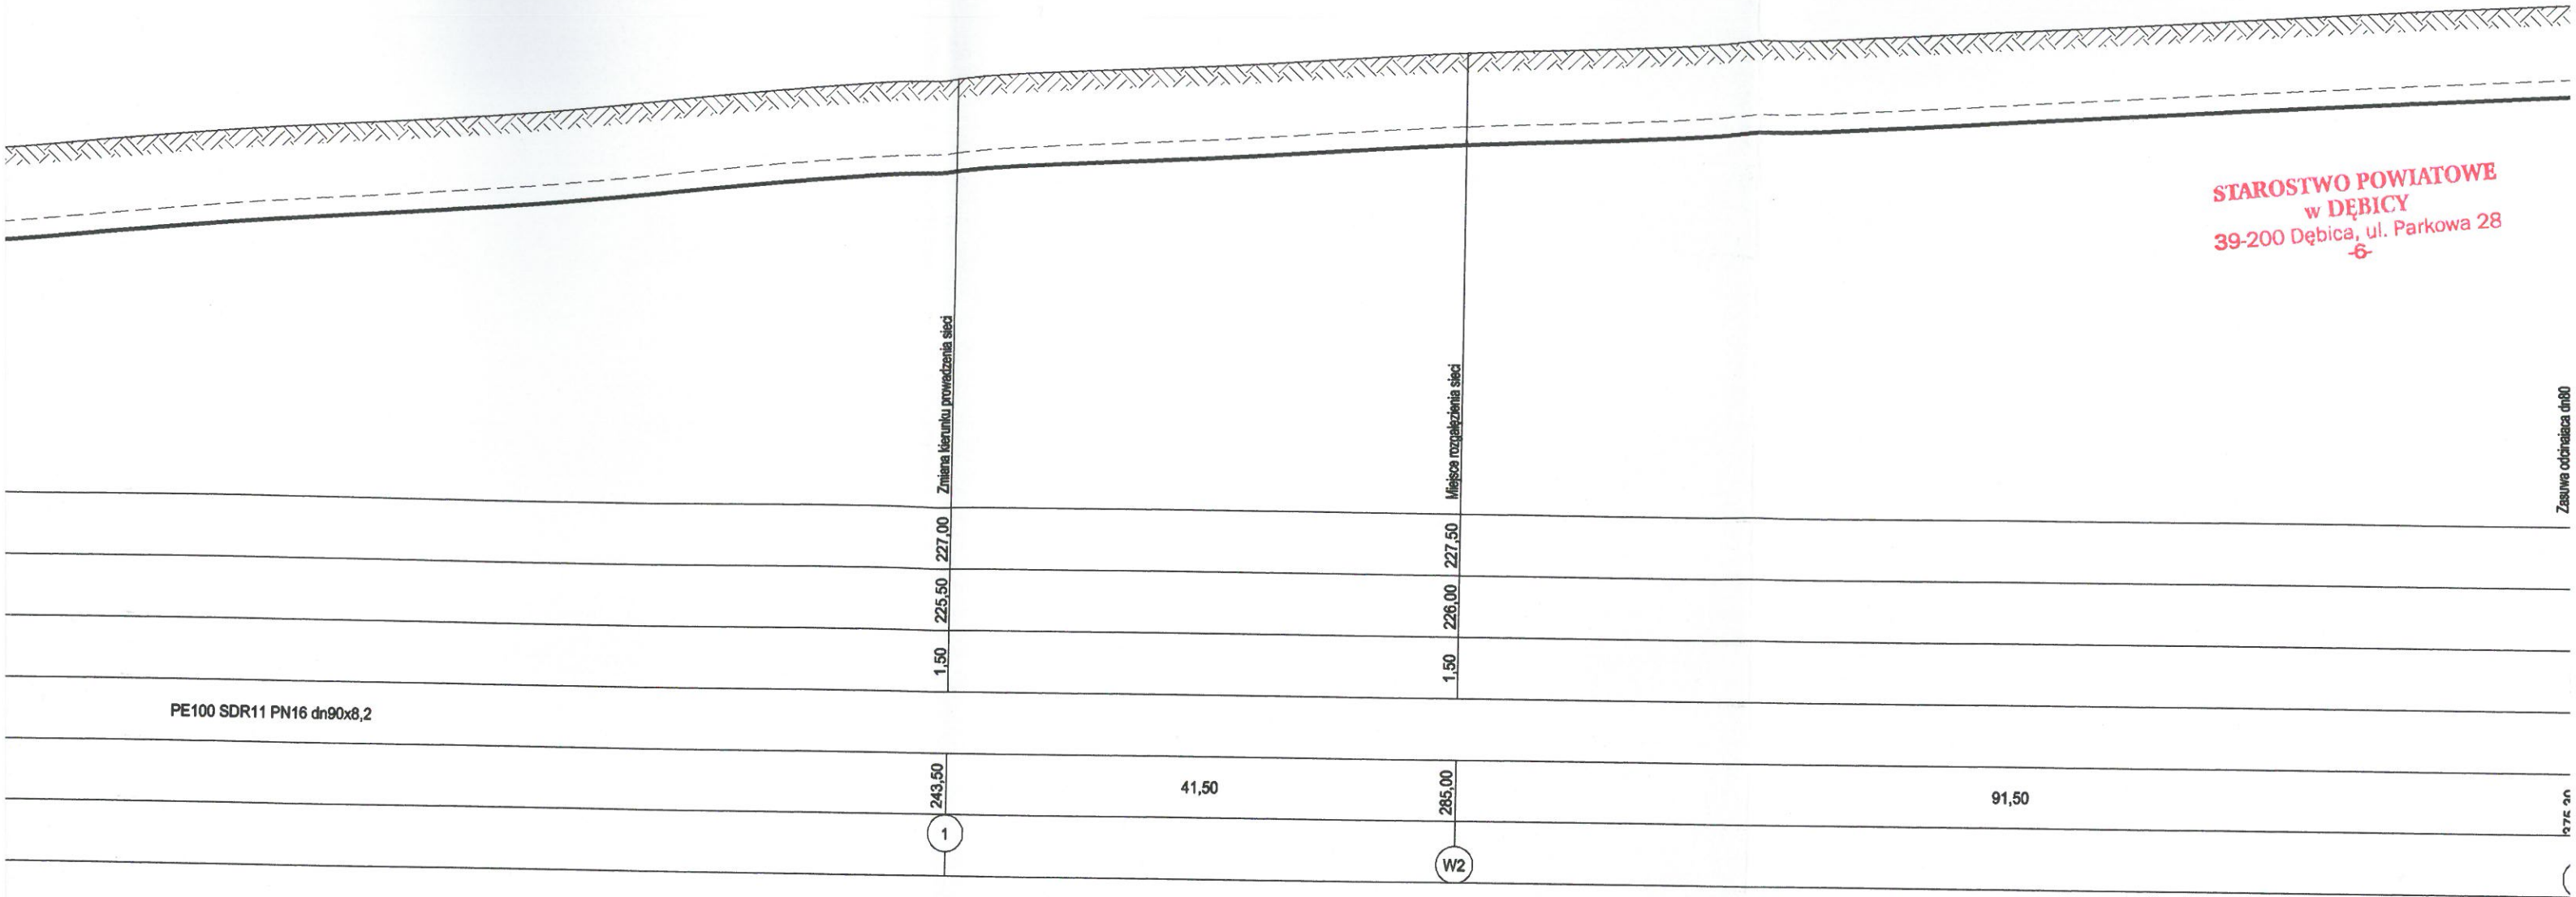 STAROSTWO POWIATOWE
w DĘBICY
39-200 Dębica, ul. Parkowa 28
-6-
Zmiana kierunku prowadzenia sieci
Miejsce rozgałęzienia sieci
Zasuwa odcinająca dn80
227,00
227,50
225,50
226,00
1,50
1,50
PE100 SDR11 PN16 dn90x8,2
243,50
41,50
285,00
91,50
1
W2